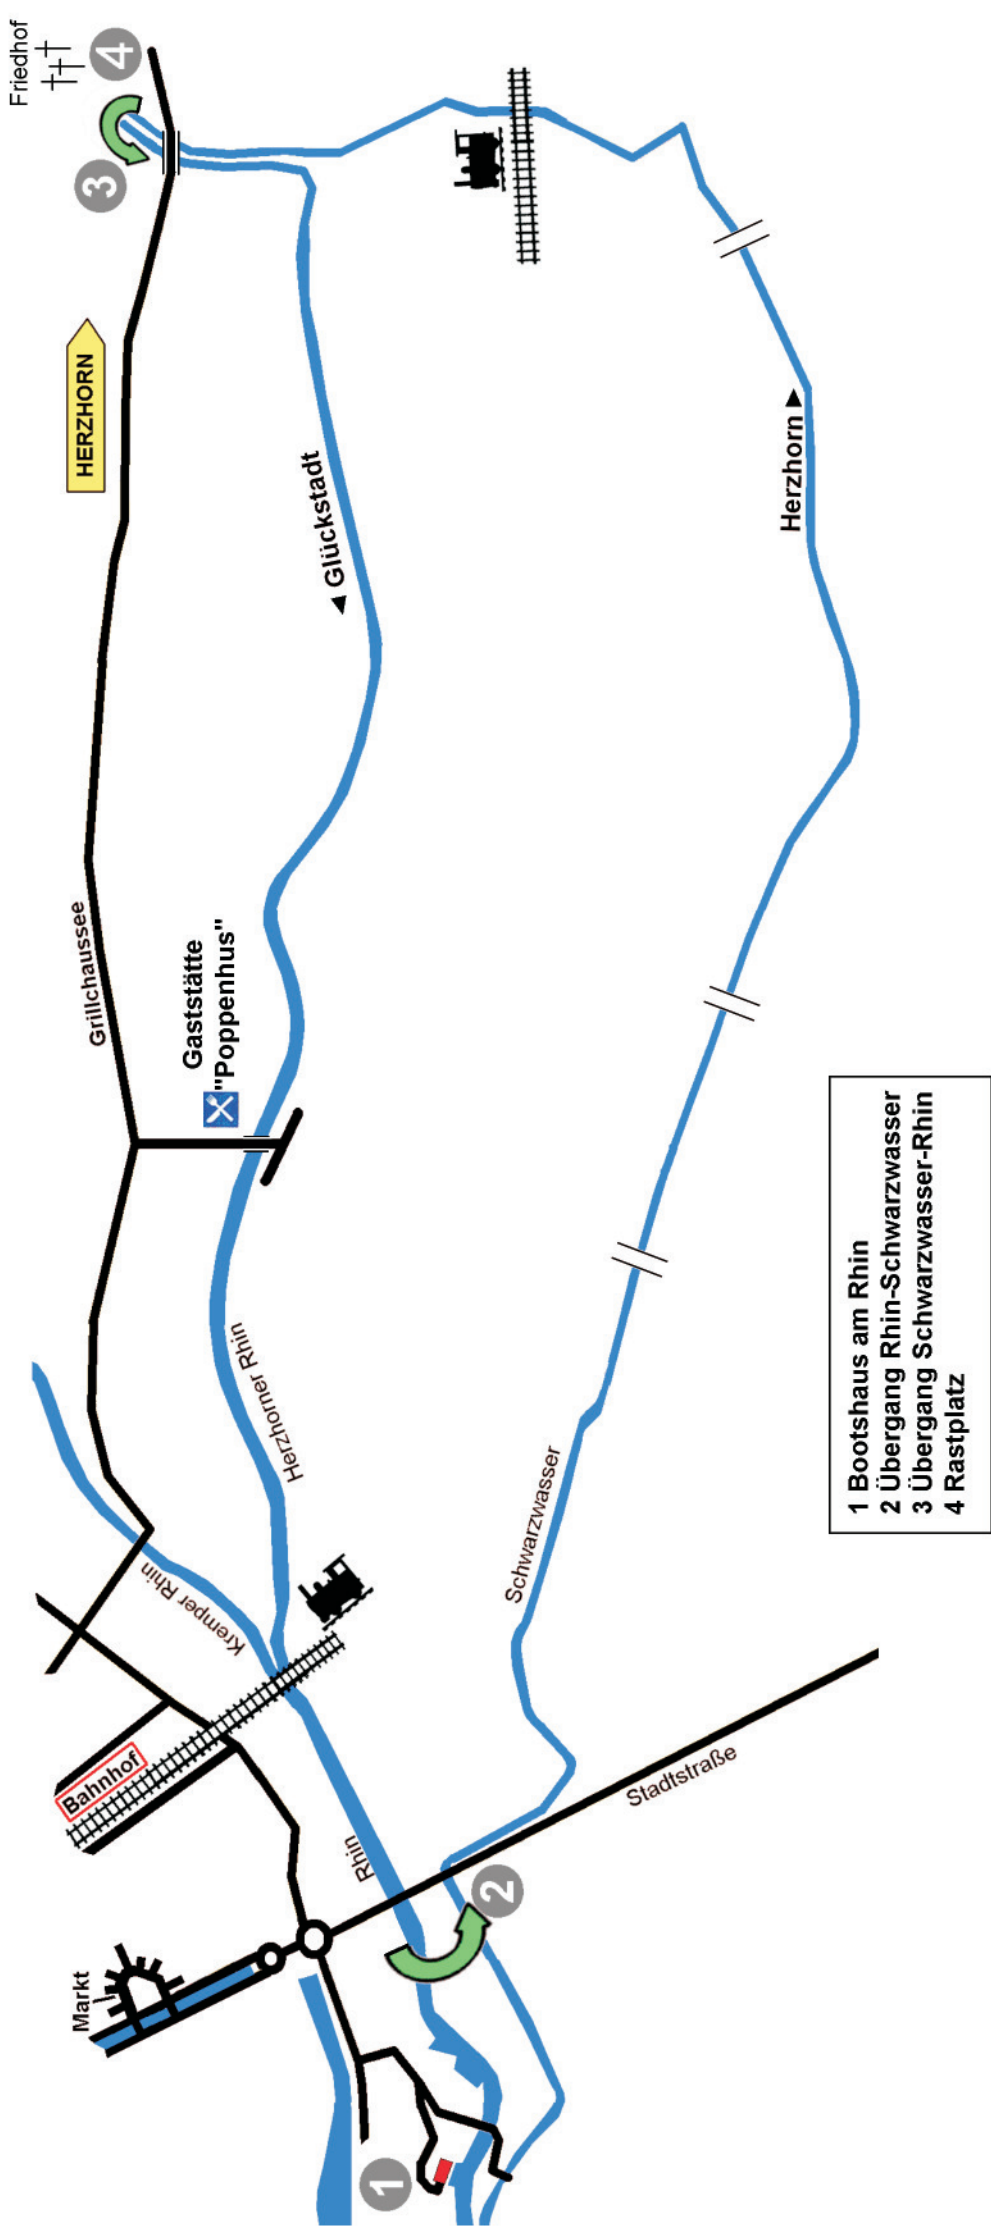 Friedhof
4
3
HERZHORN
Glückstadt
Herzhorn
Grillchaussee
Gaststätte
"Poppenhus"
Herzhorner Rhin
Kremper Rhin
Schwarzwasser
Bahnhof
Stadtstraße
Rhin
2
Markt
1
1 Bootshaus am Rhin
2 Übergang Rhin-Schwarzwasser
3 Übergang Schwarzwasser-Rhin
4 Rastplatz